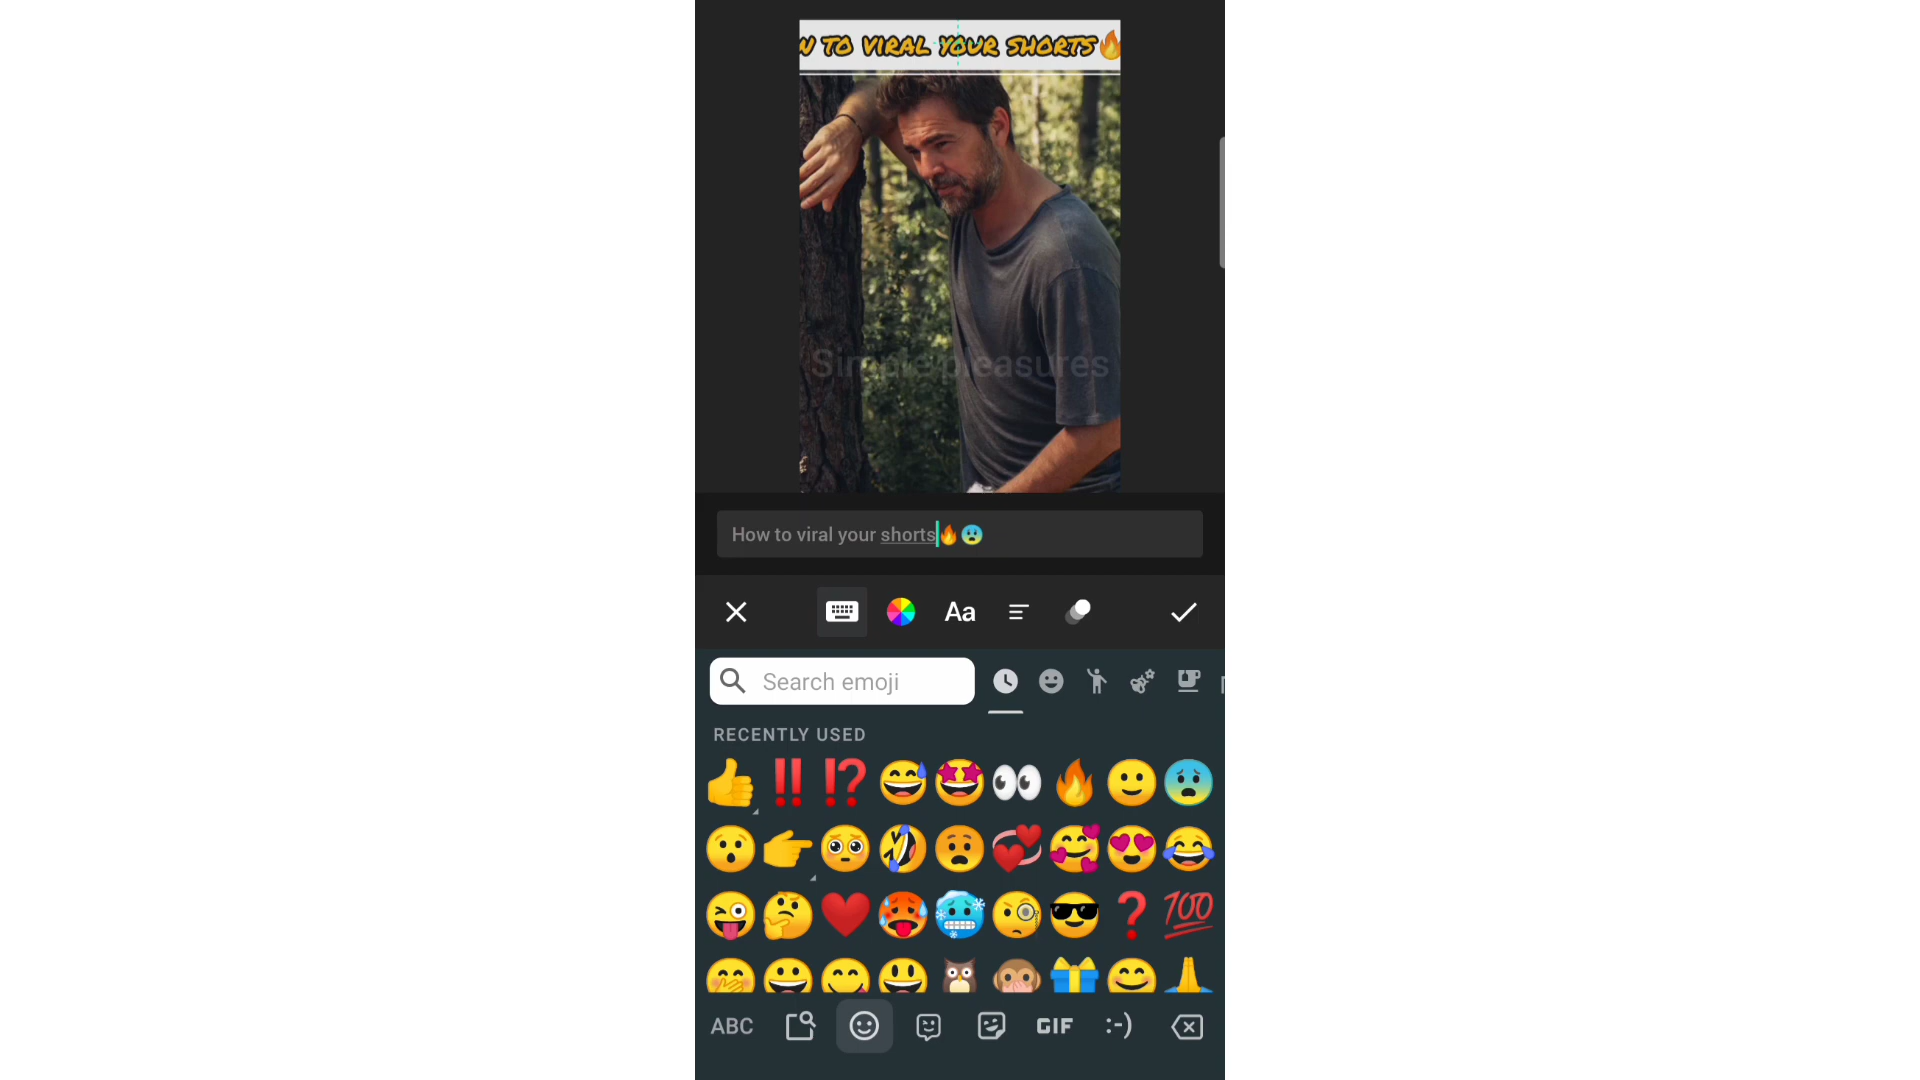 W TO VIRAL YOUR SHORTS🔥
Simple pleasures
How to viral your shorts🔥😰
Aa
Search emoji
RECENTLY USED
ABC GIF :-)